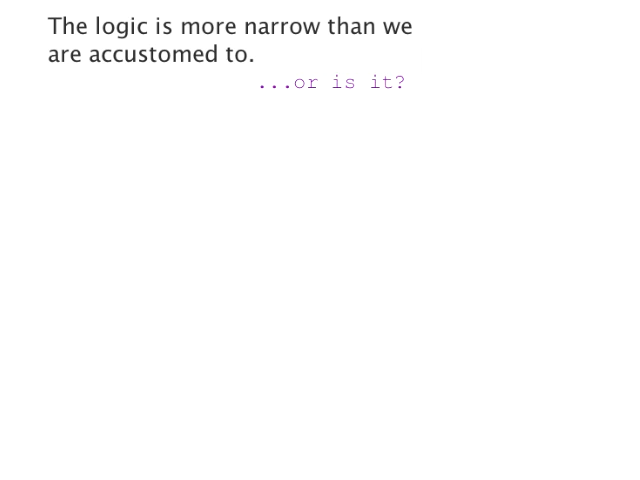 The logic is more narrow than we
are accustomed to.
...or is it?